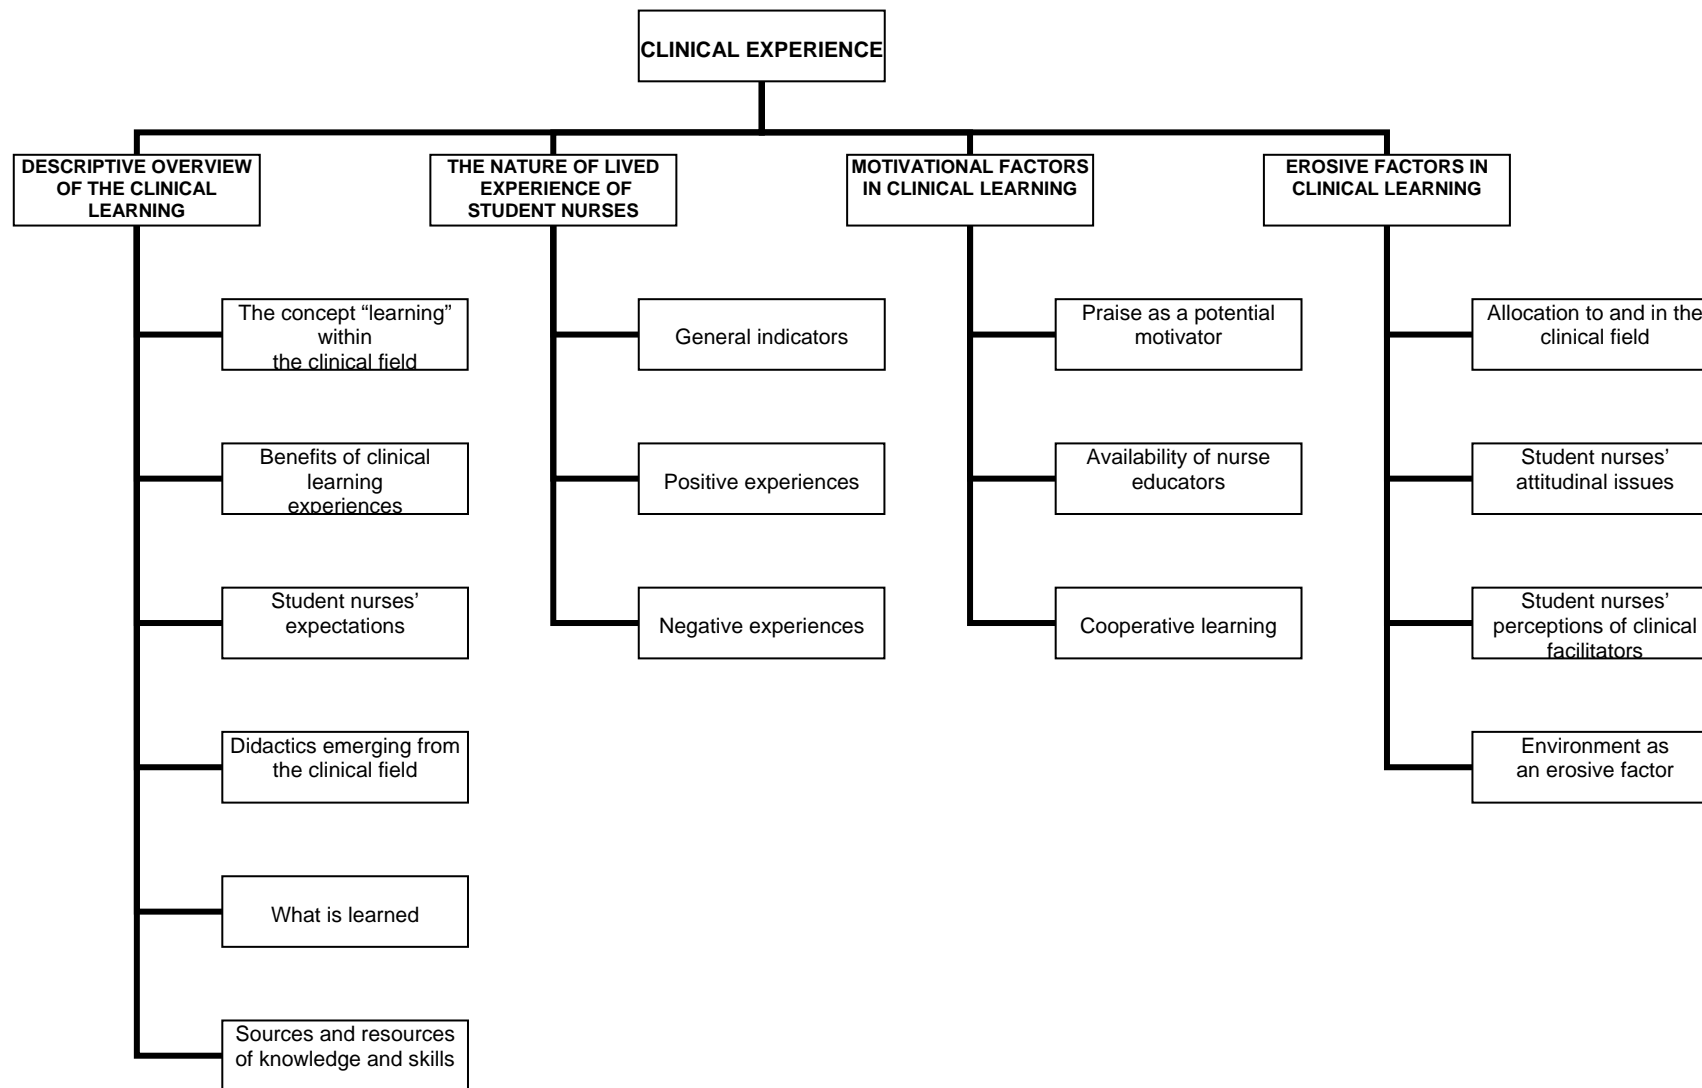 CLINICAL EXPERIENCE
DESCRIPTIVE OVERVIEW
OF THE CLINICAL
LEARNING
THE NATURE OF LIVED
EXPERIENCE OF
STUDENT NURSES
MOTIVATIONAL FACTORS
IN CLINICAL LEARNING
EROSIVE FACTORS IN
CLINICAL LEARNING
The concept “learning”
within
the clinical field
Benefits of clinical
learning
experiences
Student nurses’
expectations
Didactics emerging from
the clinical field
What is learned
Sources and resources
of knowledge and skills
General indicators
Positive experiences
Negative experiences
Praise as a potential
motivator
Availability of nurse
educators
Cooperative learning
Allocation to and in the
clinical field
Student nurses’
attitudinal issues
Student nurses’
perceptions of clinical
facilitators
Environment as
an erosive factor